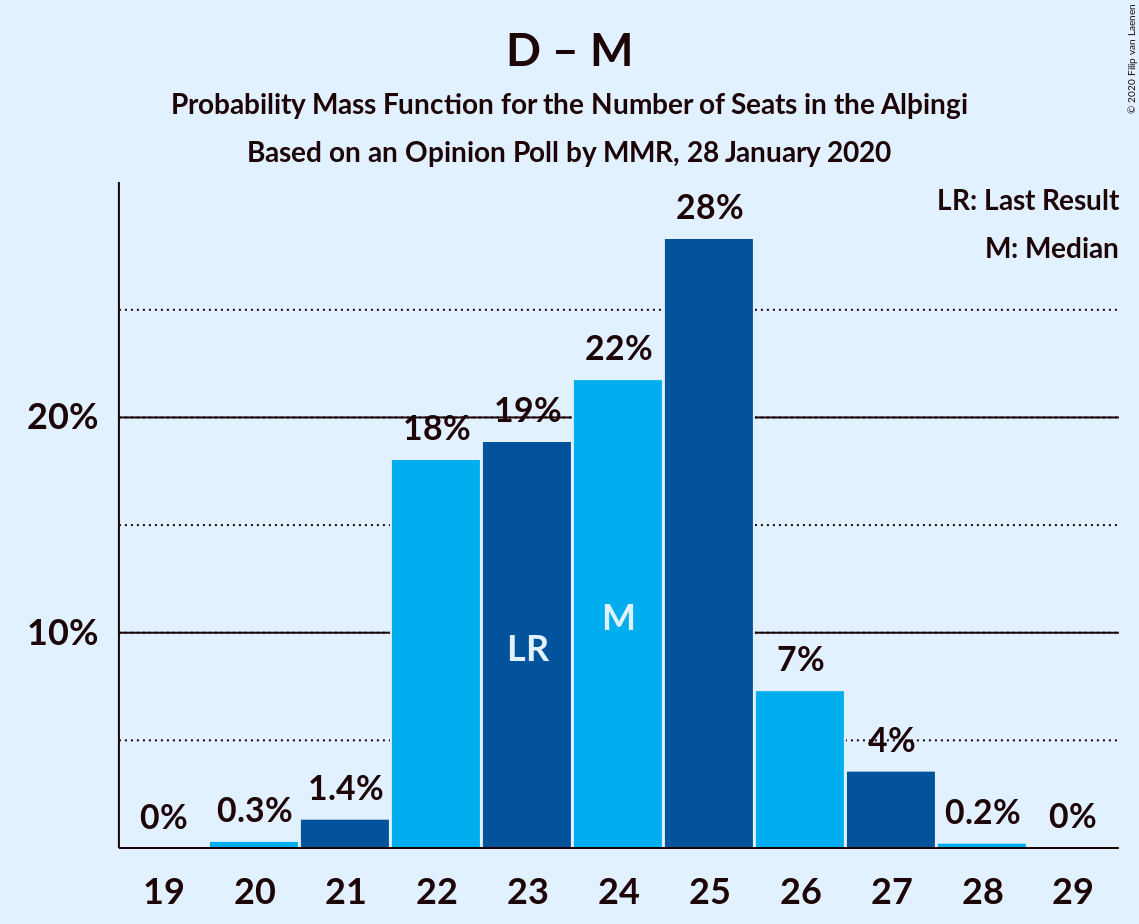 D – M
Probability Mass Function for the Number of Seats in the Alþingi
Based on an Opinion Poll by MMR, 28 January 2020
© 2020 Filip van Laenen
LR: Last Result
M: Median
28%
22%
19%
18%
20%
M
LR
10%
7%
4%
1.4%
0.3%
0.2%
0%
0%
19 20 21 22 23 24 25 26 27 28 29